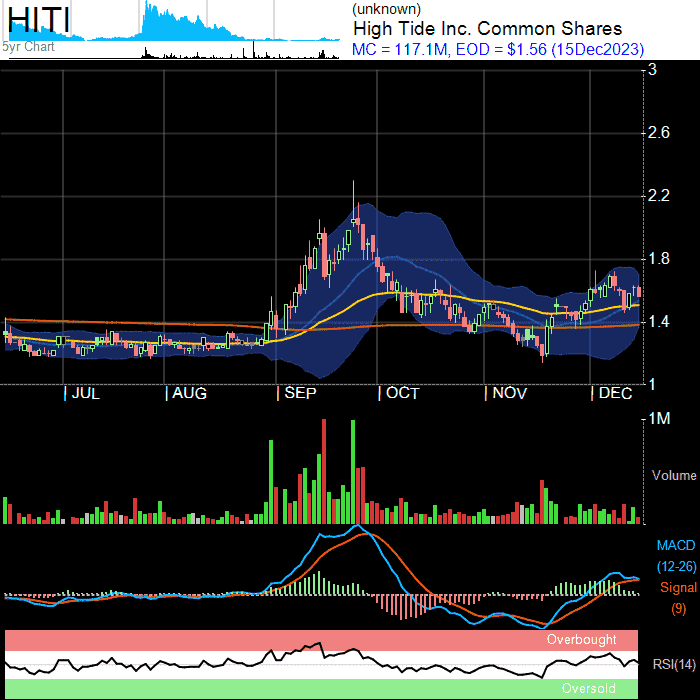 HITI
5yr Chart
(unknown)
High Tide Inc. Common Shares
MC = 117.1M, EOD = $1.56 (15Dec2023)
3
2.6
2.2
1.8
1.4
1
JUL
AUG
SEP
OCT
NOV
DEC
1M
Volume
MACD
(12-26)
Signal
(9)
Overbought
RSI(14)
Oversold